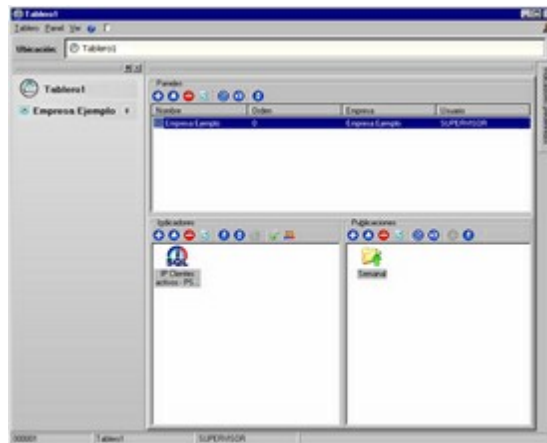 Tablero1
Tablero Panel Ver
Ubicación: Tablero1
Tablero1
Empresa Ejemplo
Paneles
Nombre Orden Empresa Usuario
Empresa Ejemplo 0 Empresa Ejemplo SUPERVISOR
Indicadores
Publicaciones
SQL
IP Clientes
activos - PS...
Semanal
000001 Tablero1 SUPERVISOR